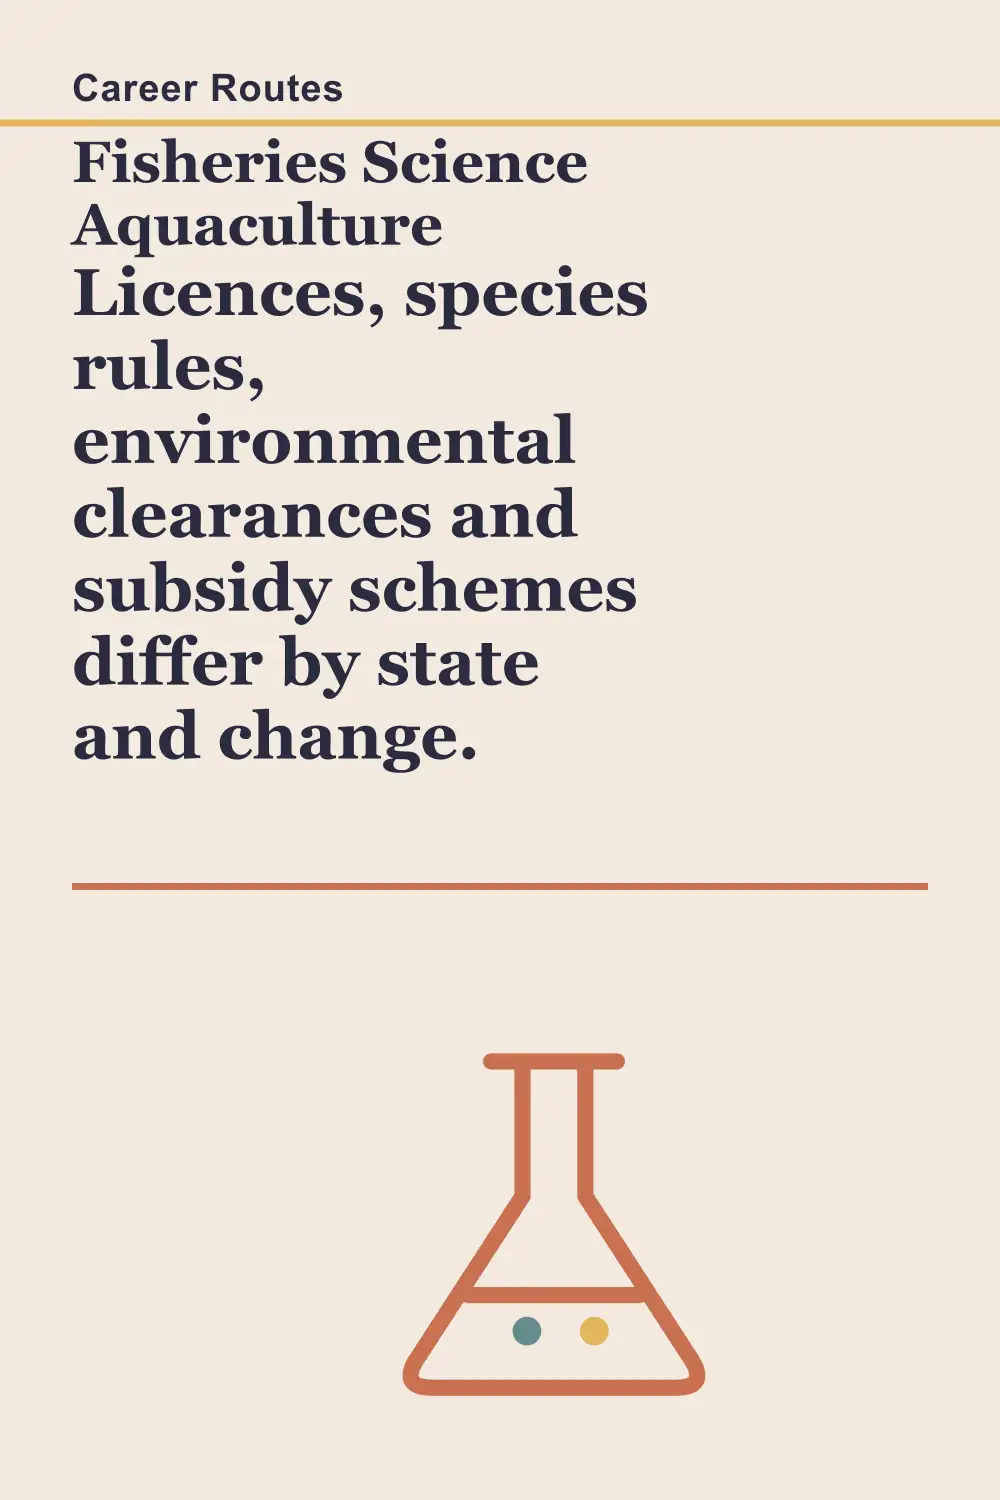 Career Routes
Fisheries Science
Aquaculture
Licences, species
rules,
environmental
clearances and
subsidy schemes
differ by state
and change.